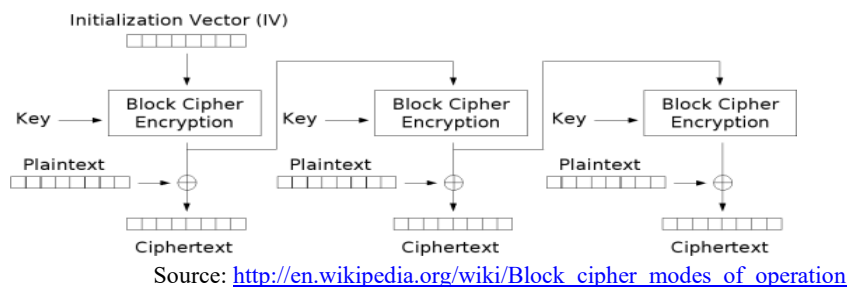 Initialization Vector (IV)
Block Cipher
Encryption
Block Cipher
Encryption
Block Cipher
Encryption
Key
Key
Key
Plaintext
Plaintext
Plaintext
Ciphertext
Ciphertext
Ciphertext
Source: http://en.wikipedia.org/wiki/Block_cipher_modes_of_operation